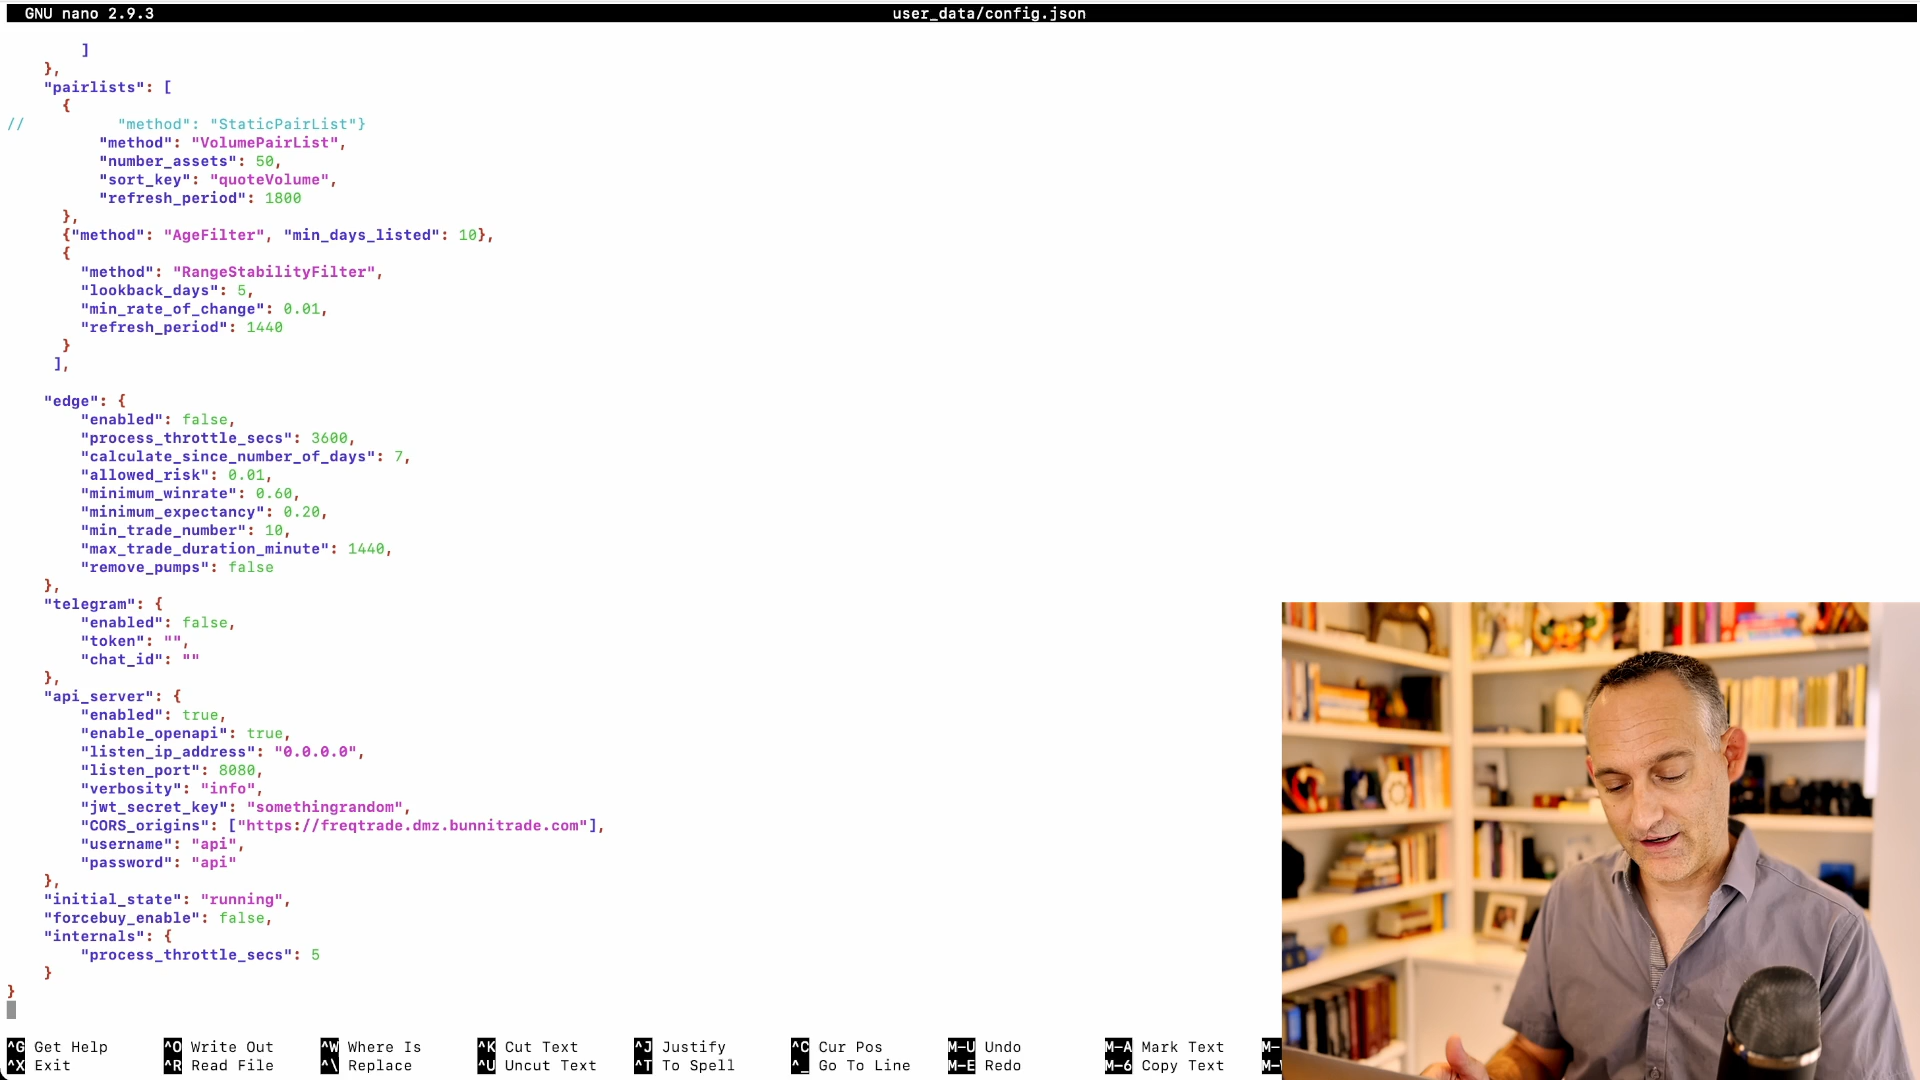 GNU nano 2.9.3 user_data/config.json
]
},
"pairlists": [
{
// "method": "StaticPairList"}
"method": "VolumePairList",
"number_assets": 50,
"sort_key": "quoteVolume",
"refresh_period": 1800
},
{"method": "AgeFilter", "min_days_listed": 10},
{
"method": "RangeStabilityFilter",
"lookback_days": 5,
"min_rate_of_change": 0.01,
"refresh_period": 1440
}
],
"edge": {
"enabled": false,
"process_throttle_secs": 3600,
"calculate_since_number_of_days": 7,
"allowed_risk": 0.01,
"minimum_winrate": 0.60,
"minimum_expectancy": 0.20,
"min_trade_number": 10,
"max_trade_duration_minute": 1440,
"remove_pumps": false
},
"telegram": {
"enabled": false,
"token": "",
"chat_id": ""
},
"api_server": {
"enabled": true,
"enable_openapi": true,
"listen_ip_address": "0.0.0.0",
"listen_port": 8080,
"verbosity": "info",
"jwt_secret_key": "somethingrandom",
"CORS_origins": ["https://freqtrade.dmz.bunnitrade.com"],
"username": "api",
"password": "api"
},
"initial_state": "running",
"forcebuy_enable": false,
"internals": {
"process_throttle_secs": 5
}
}
^G Get Help ^O Write Out ^W Where Is ^K Cut Text ^J Justify ^C Cur Pos M-U Undo M-A Mark Text M-
^X Exit ^R Read File ^\ Replace ^U Uncut Text ^T To Spell ^_ Go To Line M-E Redo M-6 Copy Text